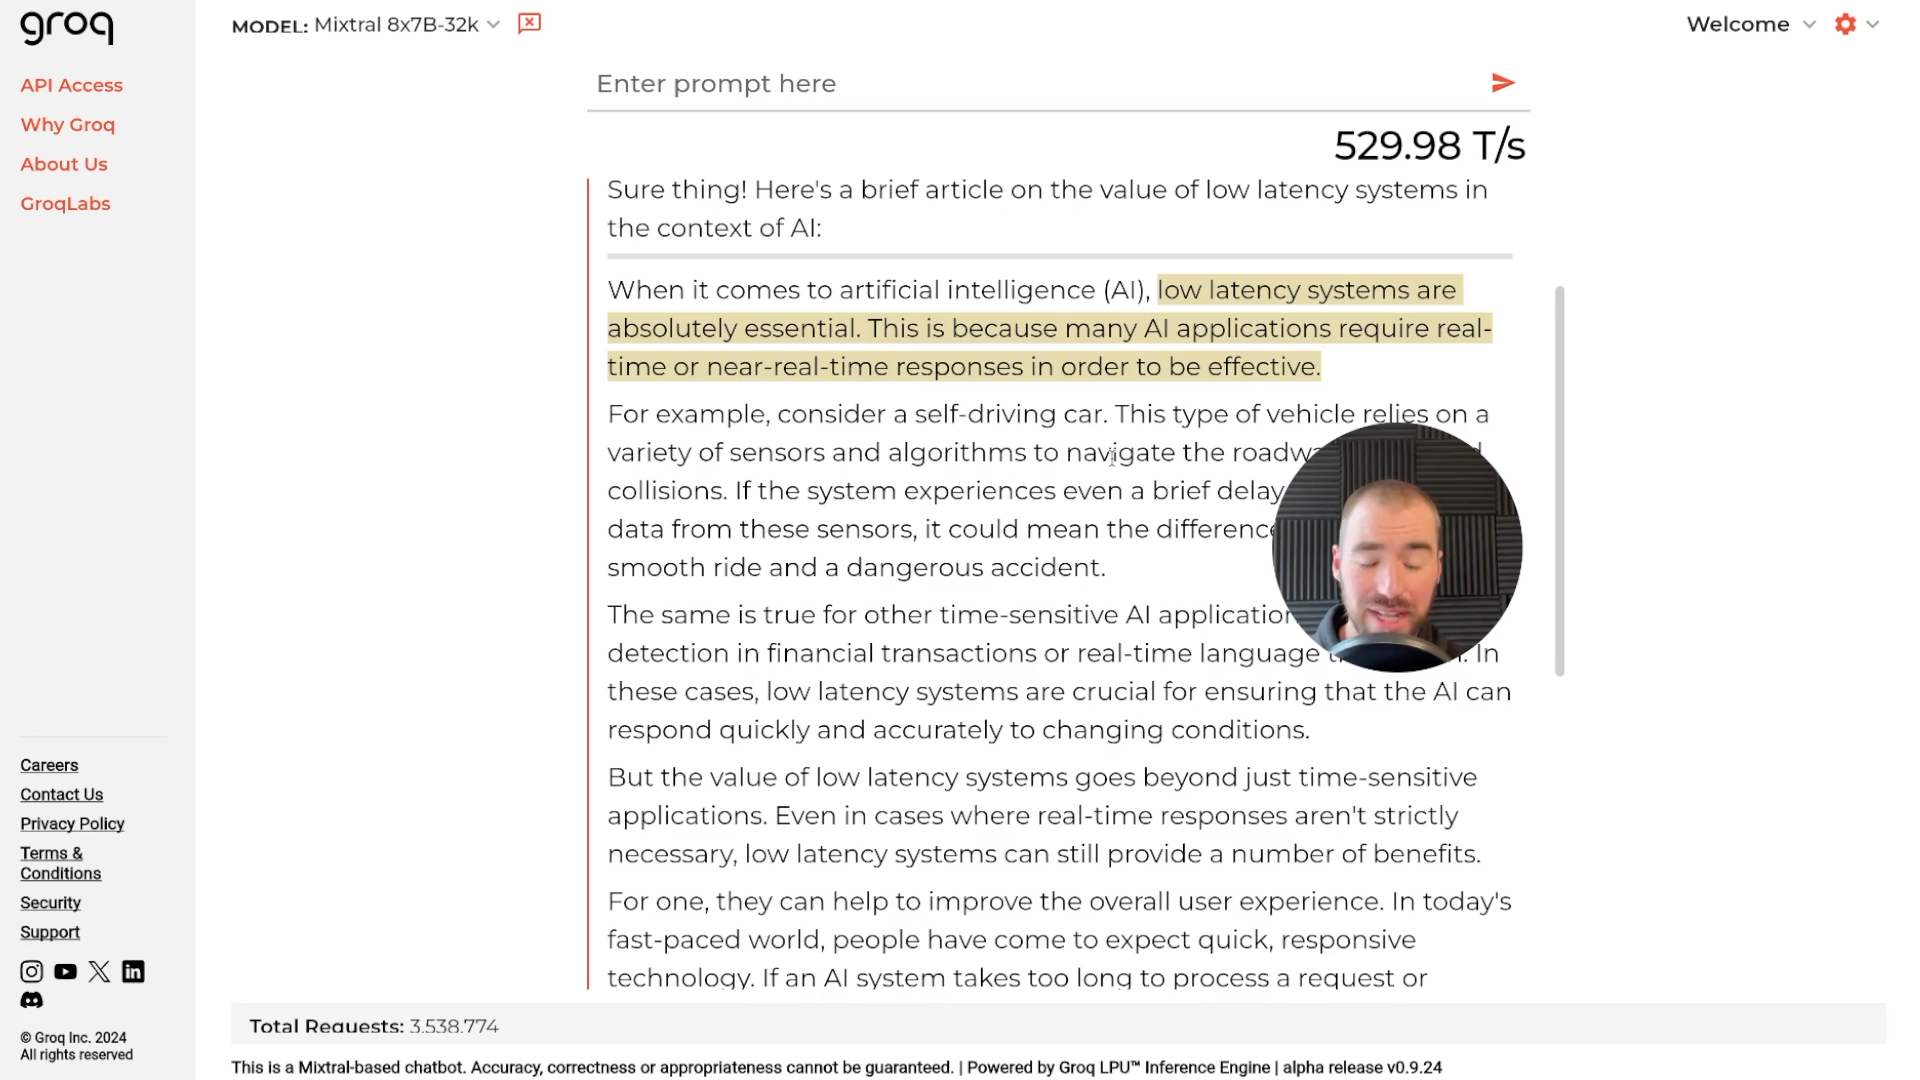 groq
MODEL: Mixtral 8x7B-32k
Welcome
API Access
Why Groq
About Us
GroqLabs
Enter prompt here
529.98 T/s
Sure thing! Here's a brief article on the value of low latency systems in
the context of AI:
When it comes to artificial intelligence (AI), low latency systems are
absolutely essential. This is because many AI applications require real-
time or near-real-time responses in order to be effective.
For example, consider a self-driving car. This type of vehicle relies on a
variety of sensors and algorithms to navigate the
collisions. If the system experiences even a brief delay
data from these sensors, it could mean the difference
smooth ride and a dangerous accident.
The same is true for other time-sensitive AI
detection in financial transactions or real-time language In
these cases, low latency systems are crucial for ensuring that the AI can
respond quickly and accurately to changing conditions.
But the value of low latency systems goes beyond just time-sensitive
applications. Even in cases where real-time responses aren't strictly
necessary, low latency systems can still provide a number of benefits.
For one, they can help to improve the overall user experience. In today's
fast-paced world, people have come to expect quick, responsive
technology. If an AI system takes too long to process a request or
Careers
Contact Us
Privacy Policy
Terms &
Conditions
Security
Support
© Groq Inc. 2024
All rights reserved
Total Requests: 3,538,774
This is a Mixtral-based chatbot. Accuracy, correctness or appropriateness cannot be guaranteed. | Powered by Groq LPU™ Inference Engine | alpha release v0.9.24